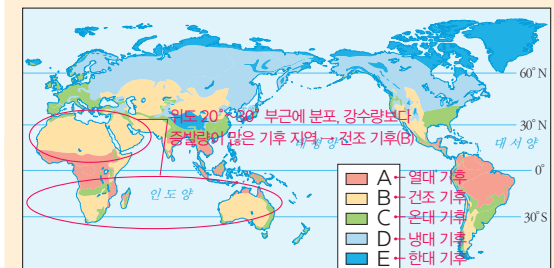 60°N
위도 20°~30° 부근에 분포, 강수량보다
증발량이 많은 기후 지역 → 건조 기후(B)
30°N
대서양
0°
인도양
30°S
A 열대 기후
B 건조 기후
C 온대 기후
D 냉대 기후
E 한대 기후